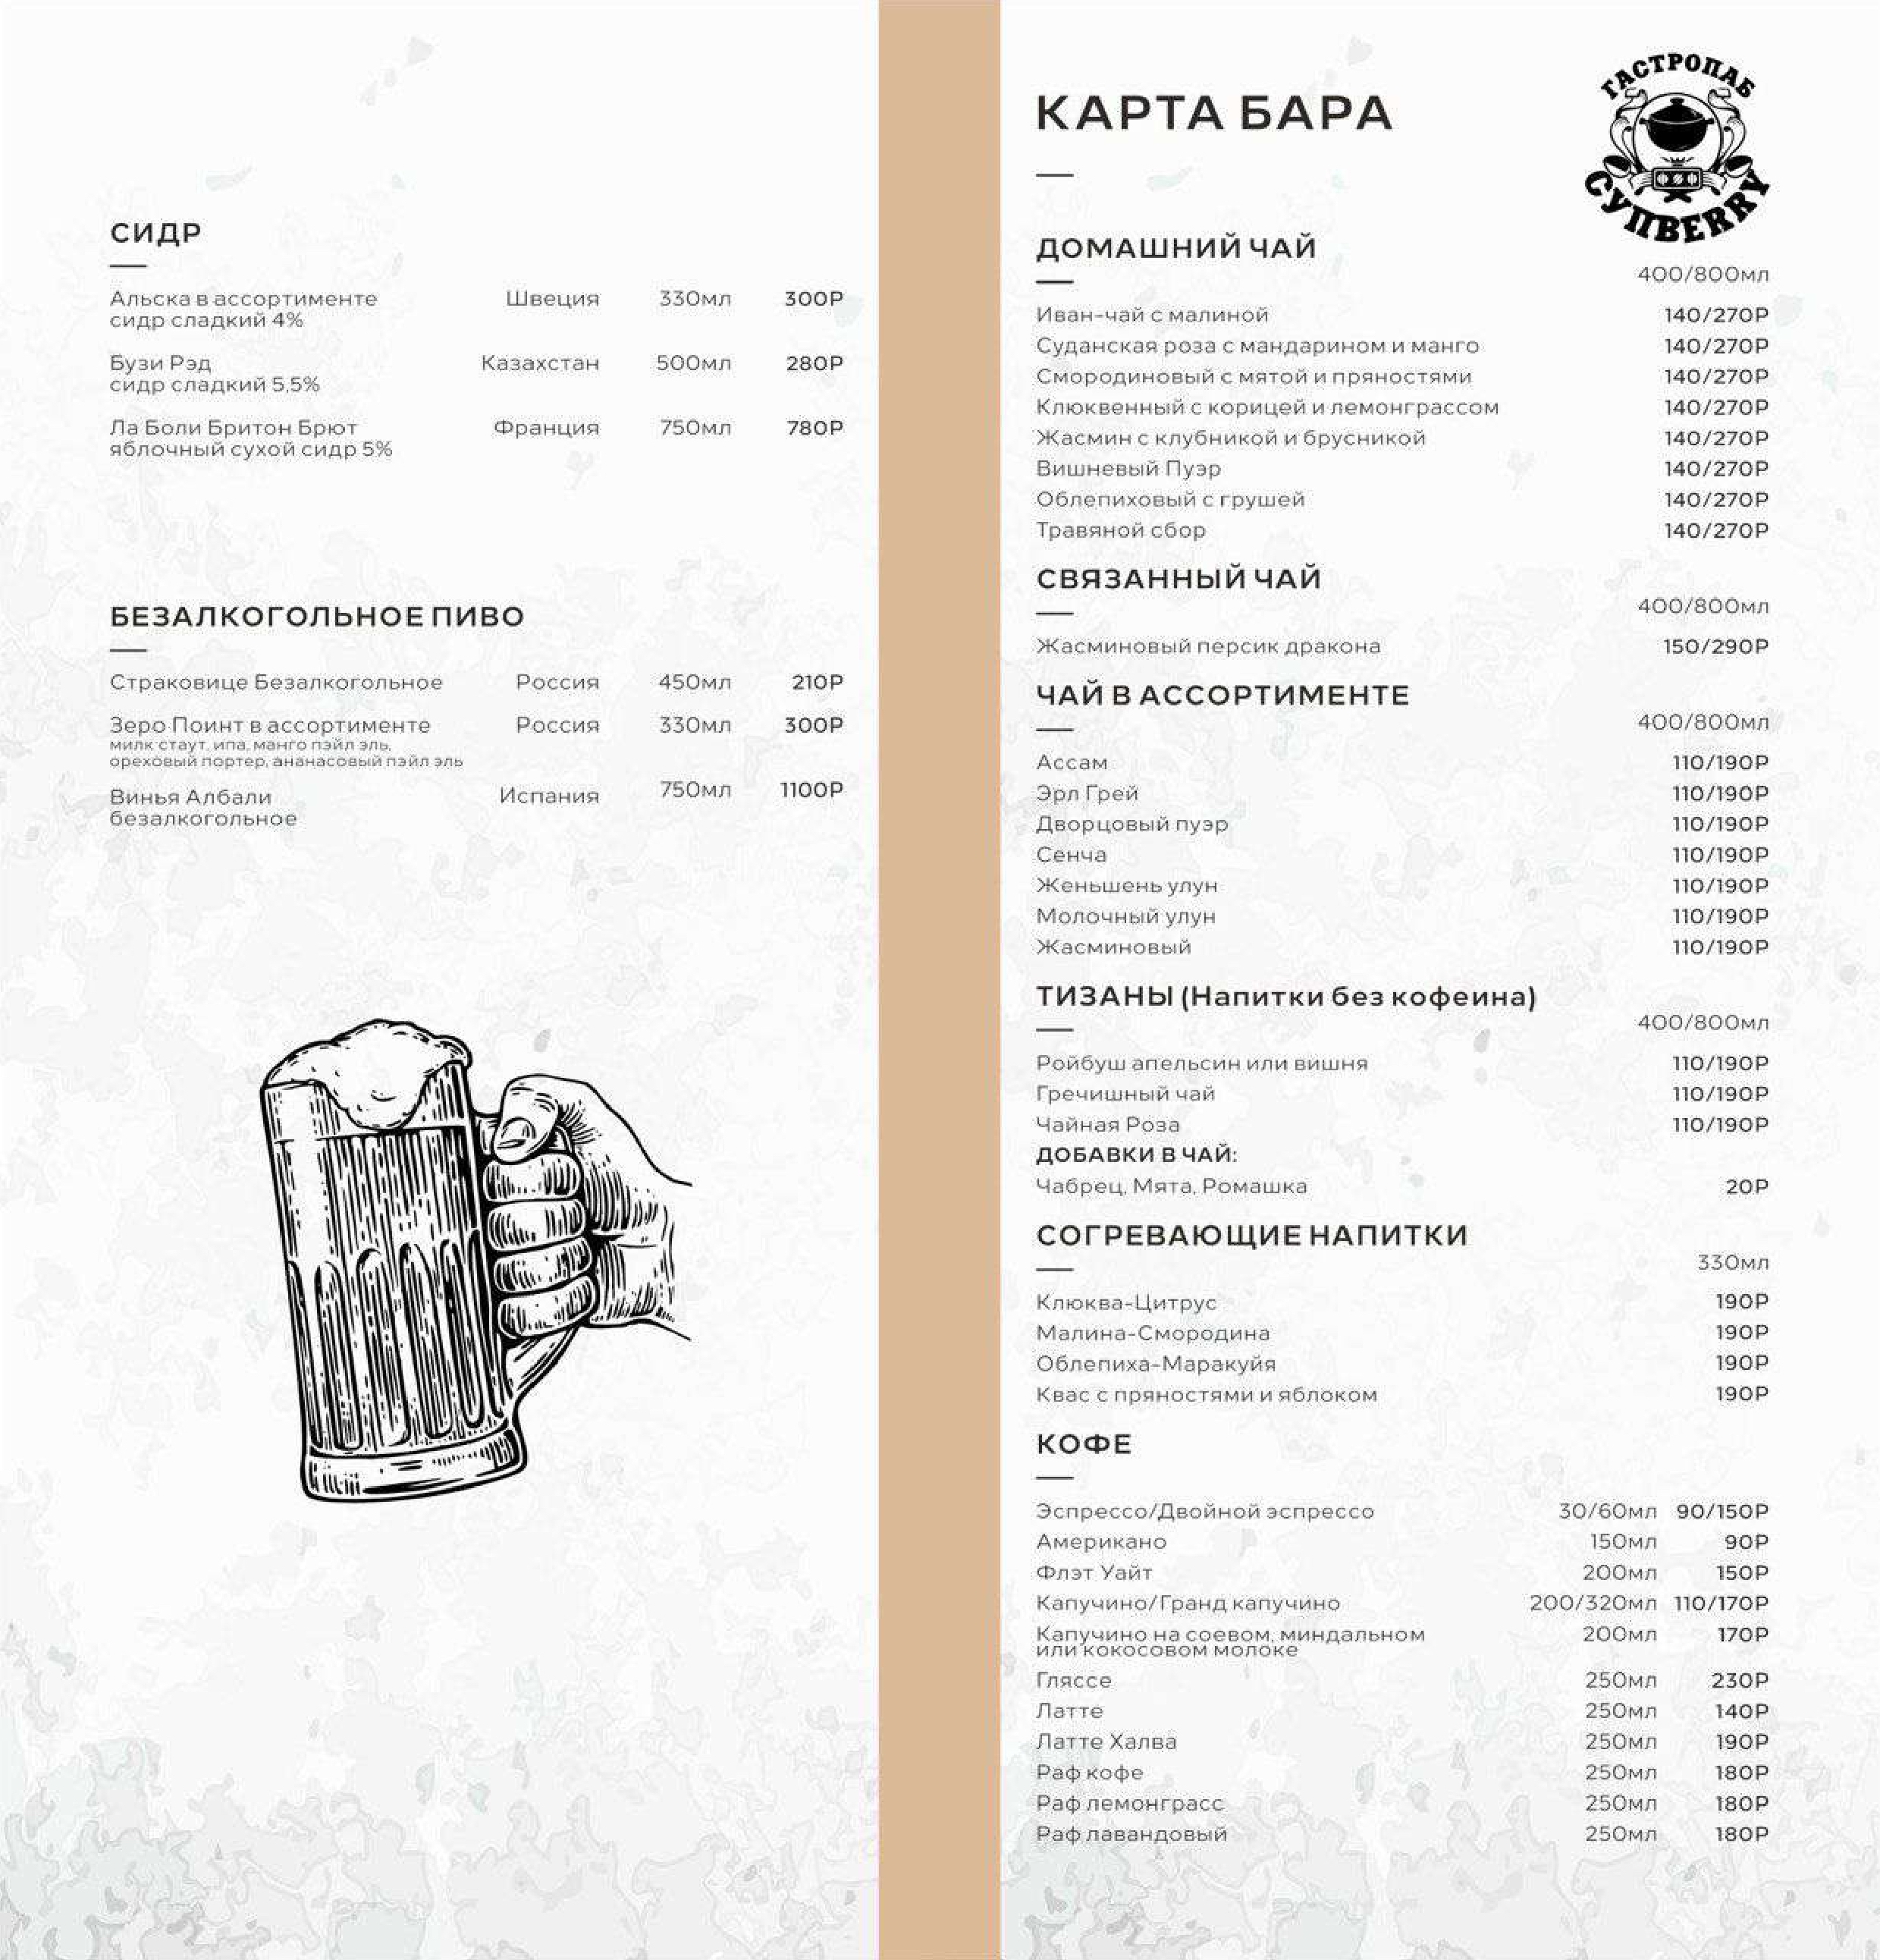 СИДР
Альска в ассортименте Швеция 330мл 300Р
сидр сладкий 4%
Бузи Рэд Казахстан 500мл 280Р
сидр сладкий 5,5%
Ла Боли Бритон Брют Франция 750мл 780Р
яблочный сухой сидр 5%
БЕЗАЛКОГОЛЬНОЕ ПИВО
Страковице Безалкогольное Россия 450мл 210Р
Зеро Поинт в ассортименте Россия 330мл 300Р
милк стаут, ипа, манго пэйл эль,
ореховый портер, ананасовый пэйл эль
Винья Албали Испания 750мл 1100Р
безалкогольное
ГАСТРОПАБ
СУПBERRY
КАРТА БАРА
ДОМАШНИЙ ЧАЙ
400/800мл
Иван-чай с малиной 140/270Р
Суданская роза с мандарином и манго 140/270Р
Смородиновый с мятой и пряностями 140/270Р
Клюквенный с корицей и лемонграссом 140/270Р
Жасмин с клубникой и брусникой 140/270Р
Вишневый Пуэр 140/270Р
Облепиховый с грушей 140/270Р
Травяной сбор 140/270Р
СВЯЗАННЫЙ ЧАЙ
400/800мл
Жасминовый персик дракона 150/290Р
ЧАЙ В АССОРТИМЕНТЕ
400/800мл
Ассам 110/190Р
Эрл Грей 110/190Р
Дворцовый пуэр 110/190Р
Сенча 110/190Р
Женьшень улун 110/190Р
Молочный улун 110/190Р
Жасминовый 110/190Р
ТИЗАНЫ (Напитки без кофеина)
400/800мл
Ройбуш апельсин или вишня 110/190Р
Гречишный чай 110/190Р
Чайная Роза 110/190Р
ДОБАВКИ В ЧАЙ:
Чабрец, Мята, Ромашка 20Р
СОГРЕВАЮЩИЕ НАПИТКИ
330мл
Клюква-Цитрус 190Р
Малина-Смородина 190Р
Облепиха-Маракуйя 190Р
Квас с пряностями и яблоком 190Р
КОФЕ
Эспрессо/Двойной эспрессо 30/60мл 90/150Р
Американо 150мл 90Р
Флэт Уайт 200мл 150Р
Капучино/Гранд капучино 200/320мл 110/170Р
Капучино на соевом, миндальном 200мл 170Р
или кокосовом молоке
Гляссе 250мл 230Р
Латте 250мл 140Р
Латте Халва 250мл 190Р
Раф кофе 250мл 180Р
Раф лемонграсс 250мл 180Р
Раф лавандовый 250мл 180Р